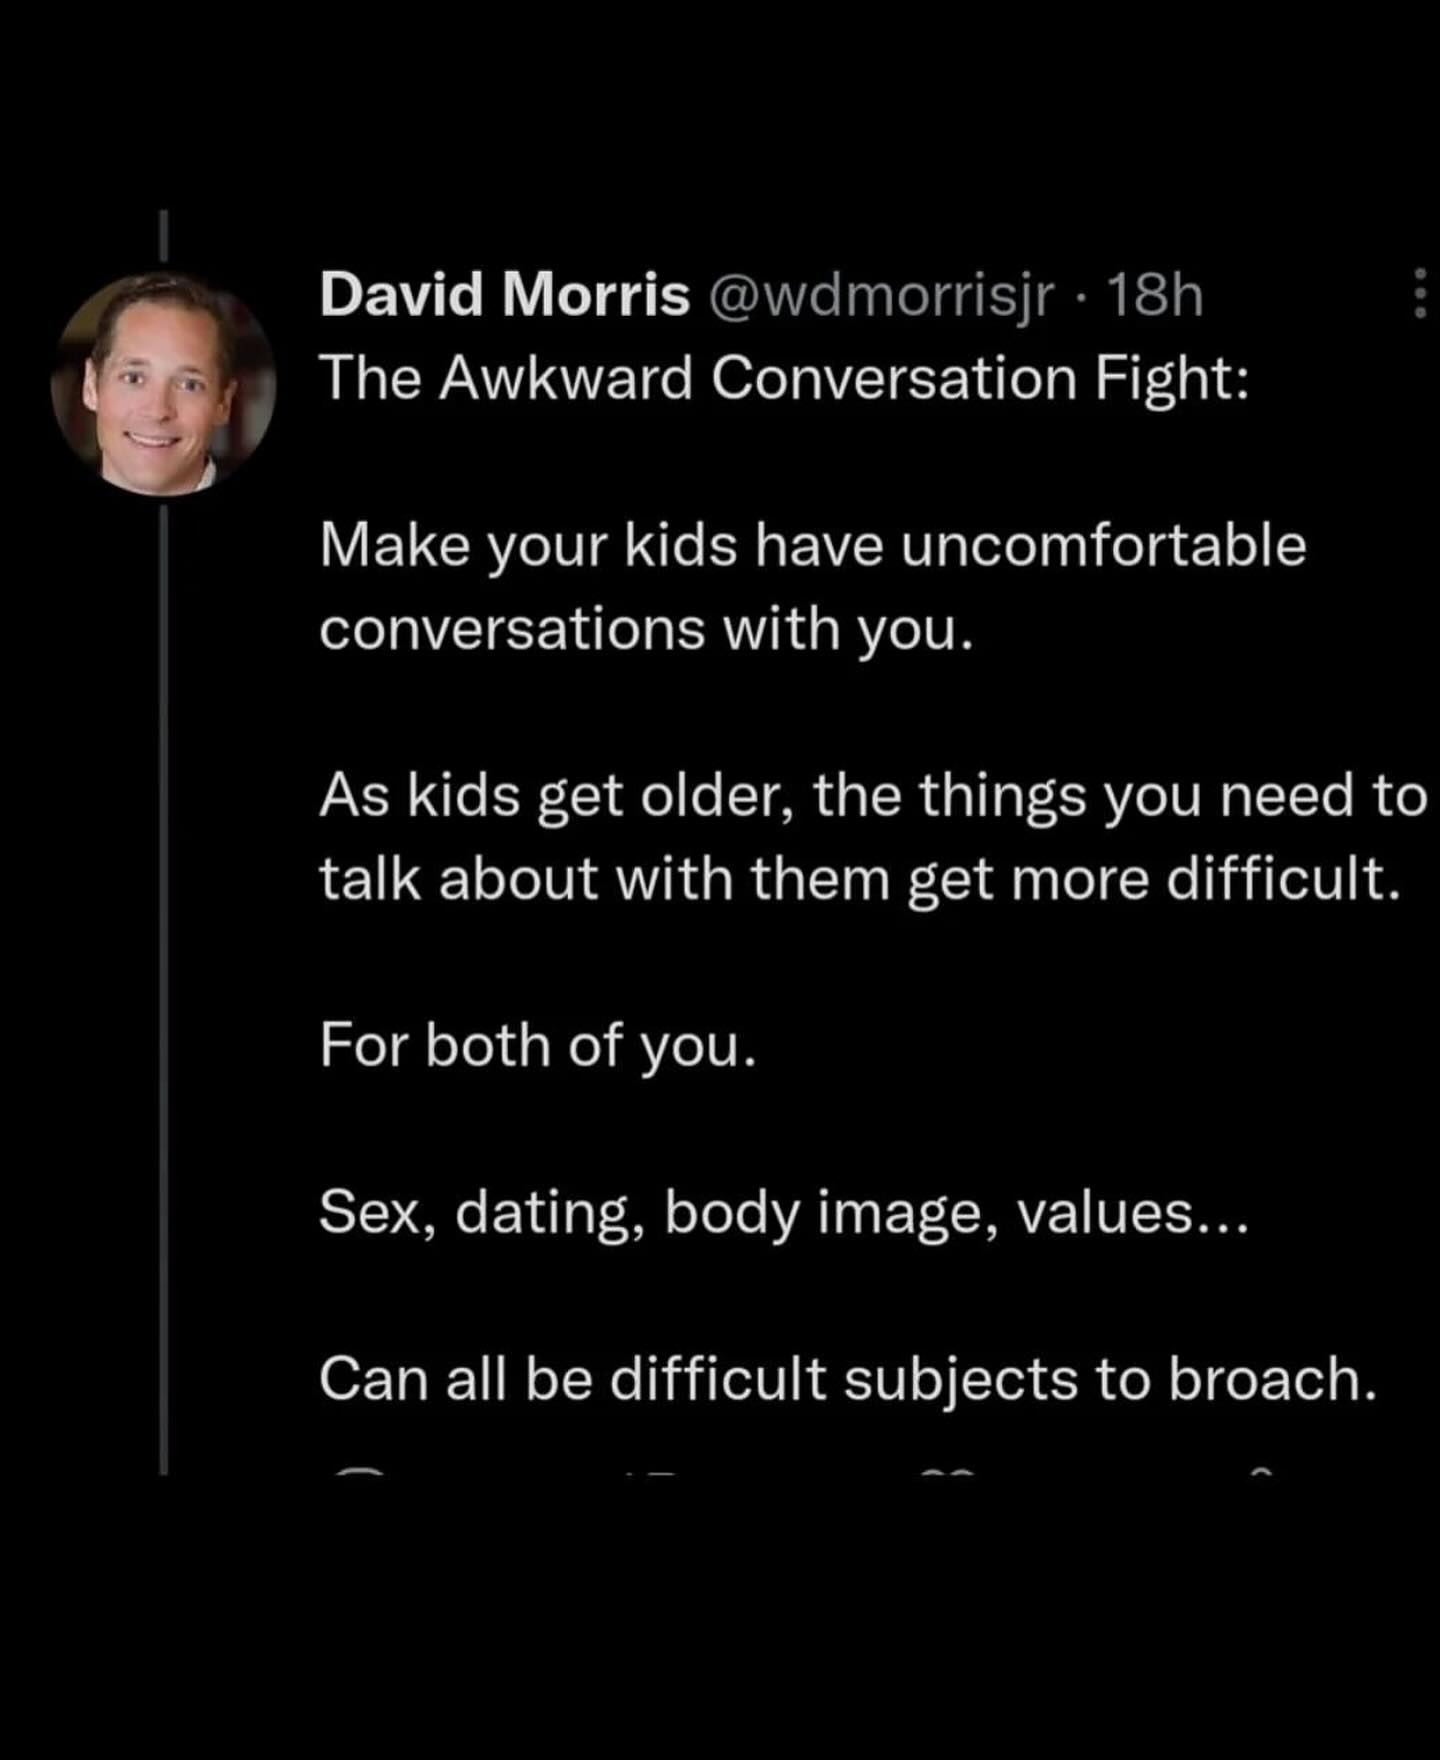 David Morris @wdmorrisjr · 18h
The Awkward Conversation Fight:
Make your kids have uncomfortable
conversations with you.
As kids get older, the things you need to
talk about with them get more difficult.
For both of you.
Sex, dating, body image, values...
Can all be difficult subjects to broach.